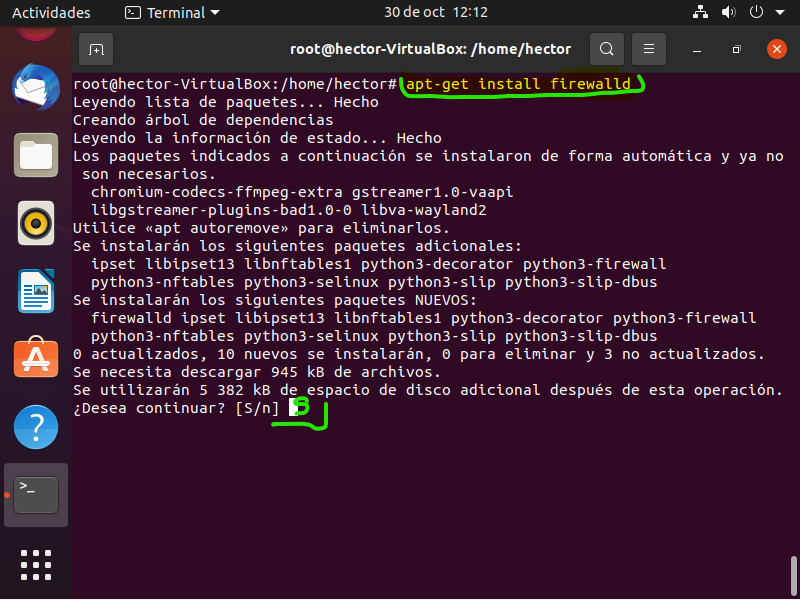 Actividades Terminal 30 de oct 12:12
root@hector-VirtualBox: /home/hector
root@hector-VirtualBox:/home/hector# apt-get install firewalld
Leyendo lista de paquetes... Hecho
Creando árbol de dependencias
Leyendo la información de estado... Hecho
Los paquetes indicados a continuación se instalaron de forma automática y ya no
son necesarios.
chromium-codecs-ffmpeg-extra gstreamer1.0-vaapi
libgstreamer-plugins-bad1.0-0 libva-wayland2
Utilice «apt autoremove» para eliminarlos.
Se instalarán los siguientes paquetes adicionales:
ipset libipset13 libnftables1 python3-decorator python3-firewall
python3-nftables python3-selinux python3-slip python3-slip-dbus
Se instalarán los siguientes paquetes NUEVOS:
firewalld ipset libipset13 libnftables1 python3-decorator python3-firewall
python3-nftables python3-selinux python3-slip python3-slip-dbus
0 actualizados, 10 nuevos se instalarán, 0 para eliminar y 3 no actualizados.
Se necesita descargar 945 kB de archivos.
Se utilizarán 5 382 kB de espacio de disco adicional después de esta operación.
¿Desea continuar? [S/n] S